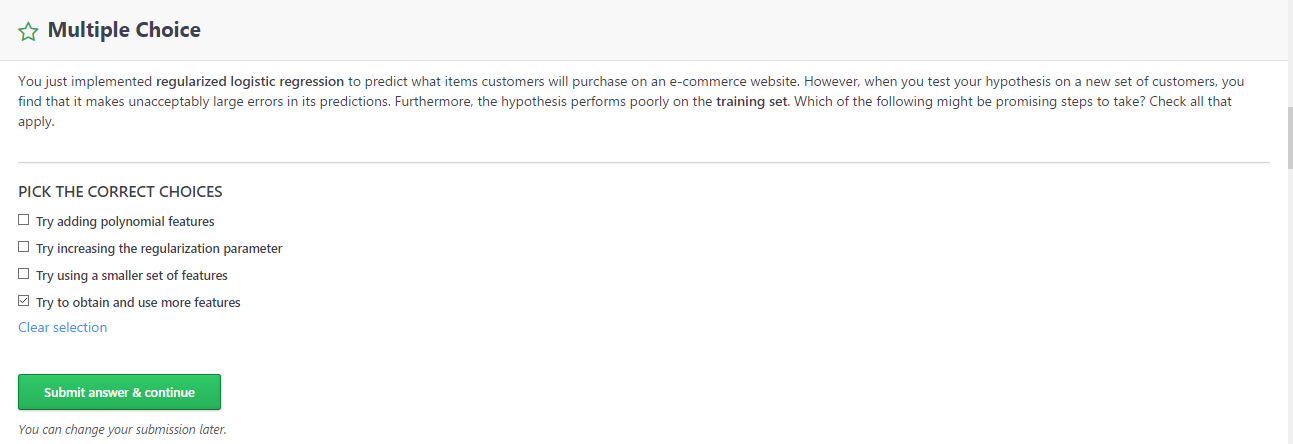 Multiple Choice
You just implemented regularized logistic regression to predict what items customers will purchase on an e-commerce website. However, when you test your hypothesis on a new set of customers, you
find that it makes unacceptably large errors in its predictions. Furthermore, the hypothesis performs poorly on the training set. Which of the following might be promising steps to take? Check all that
apply.
PICK THE CORRECT CHOICES
Try adding polynomial features
Try increasing the regularization parameter
Try using a smaller set of features
Try to obtain and use more features
Clear selection
Submit answer & continue
You can change your submission later.